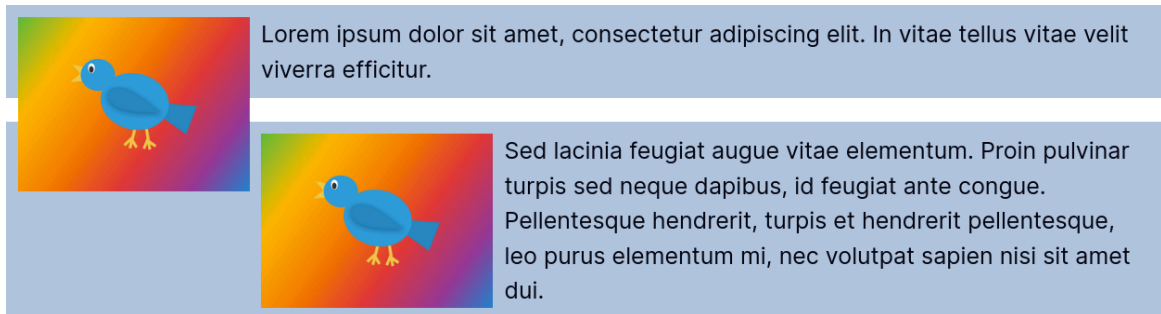 Lorem ipsum dolor sit amet, consectetur adipiscing elit. In vitae tellus vitae velit
viverra efficitur.
Sed lacinia feugiat augue vitae elementum. Proin pulvinar
turpis sed neque dapibus, id feugiat ante congue.
Pellentesque hendrerit, turpis et hendrerit pellentesque,
leo purus elementum mi, nec volutpat sapien nisi sit amet
dui.